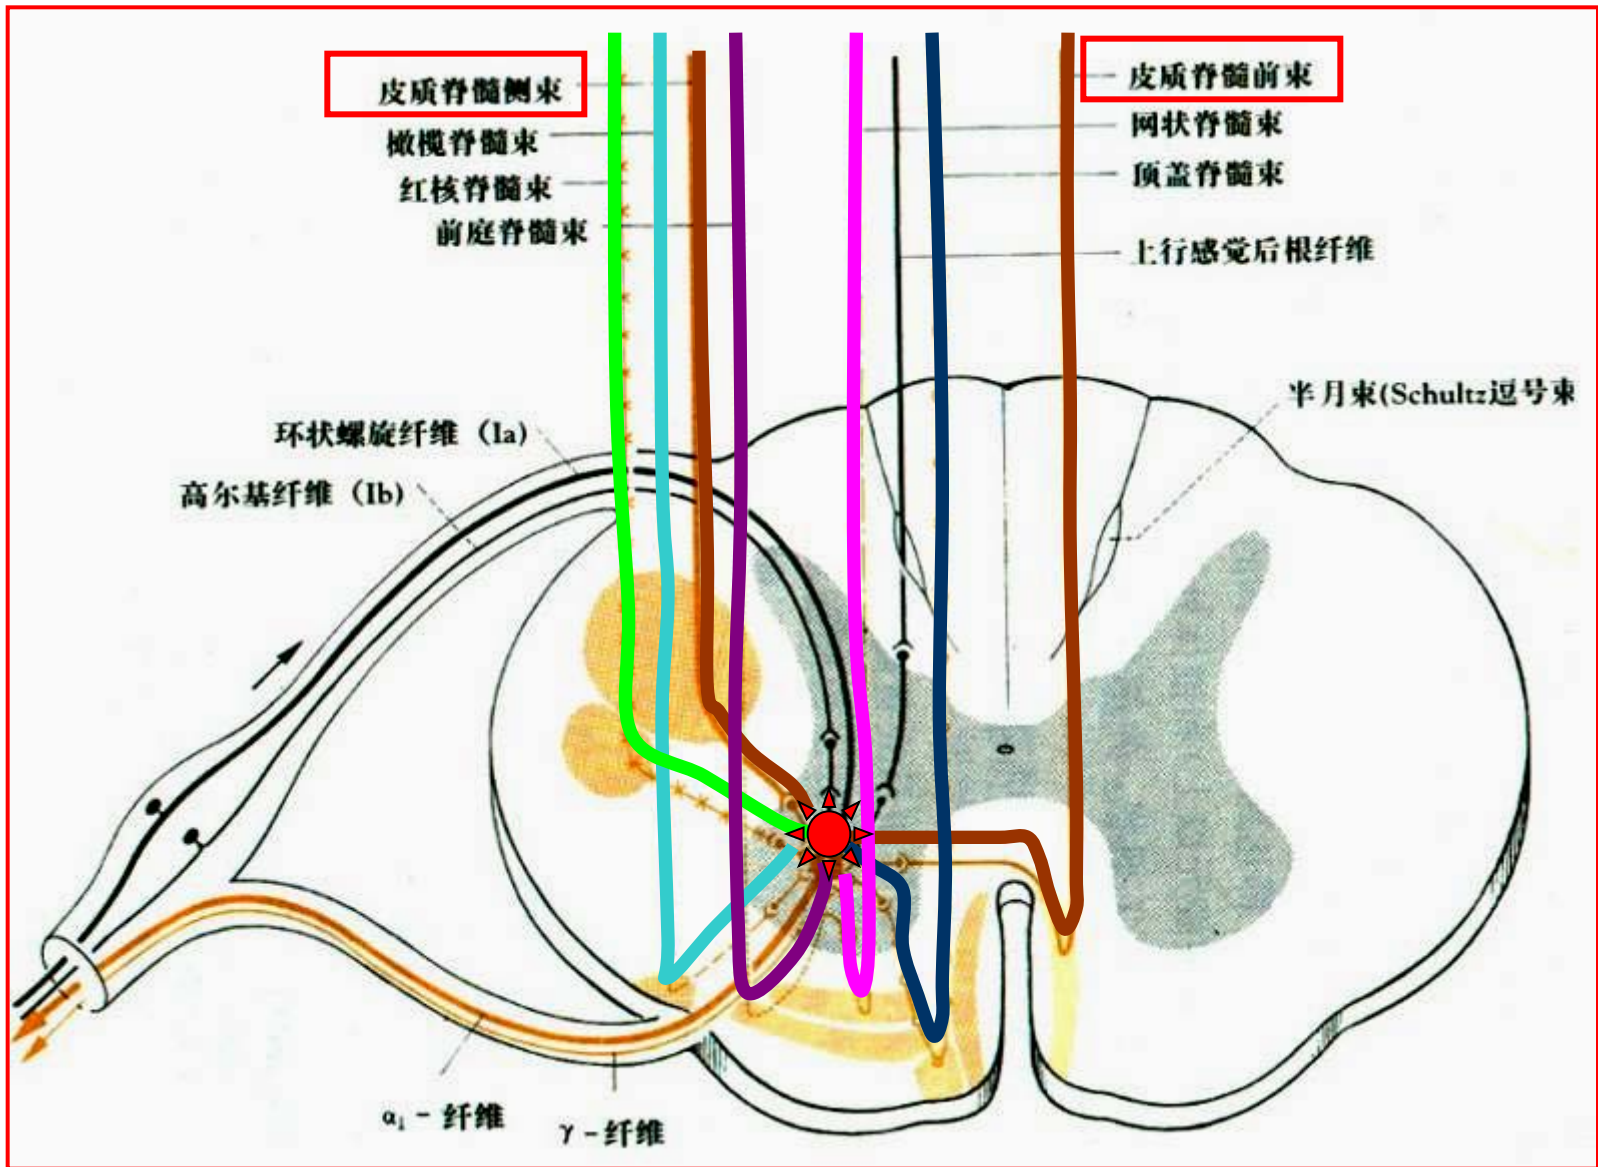 皮质脊髓侧束
橄榄脊髓束
红核脊髓束
前庭脊髓束
皮质脊髓前束
网状脊髓束
顶盖脊髓束
上行感觉后根纤维
半月束(Schultz逗号束
环状螺旋纤维（Ia）
高尔基纤维（Ib）
α₁-纤维
γ-纤维